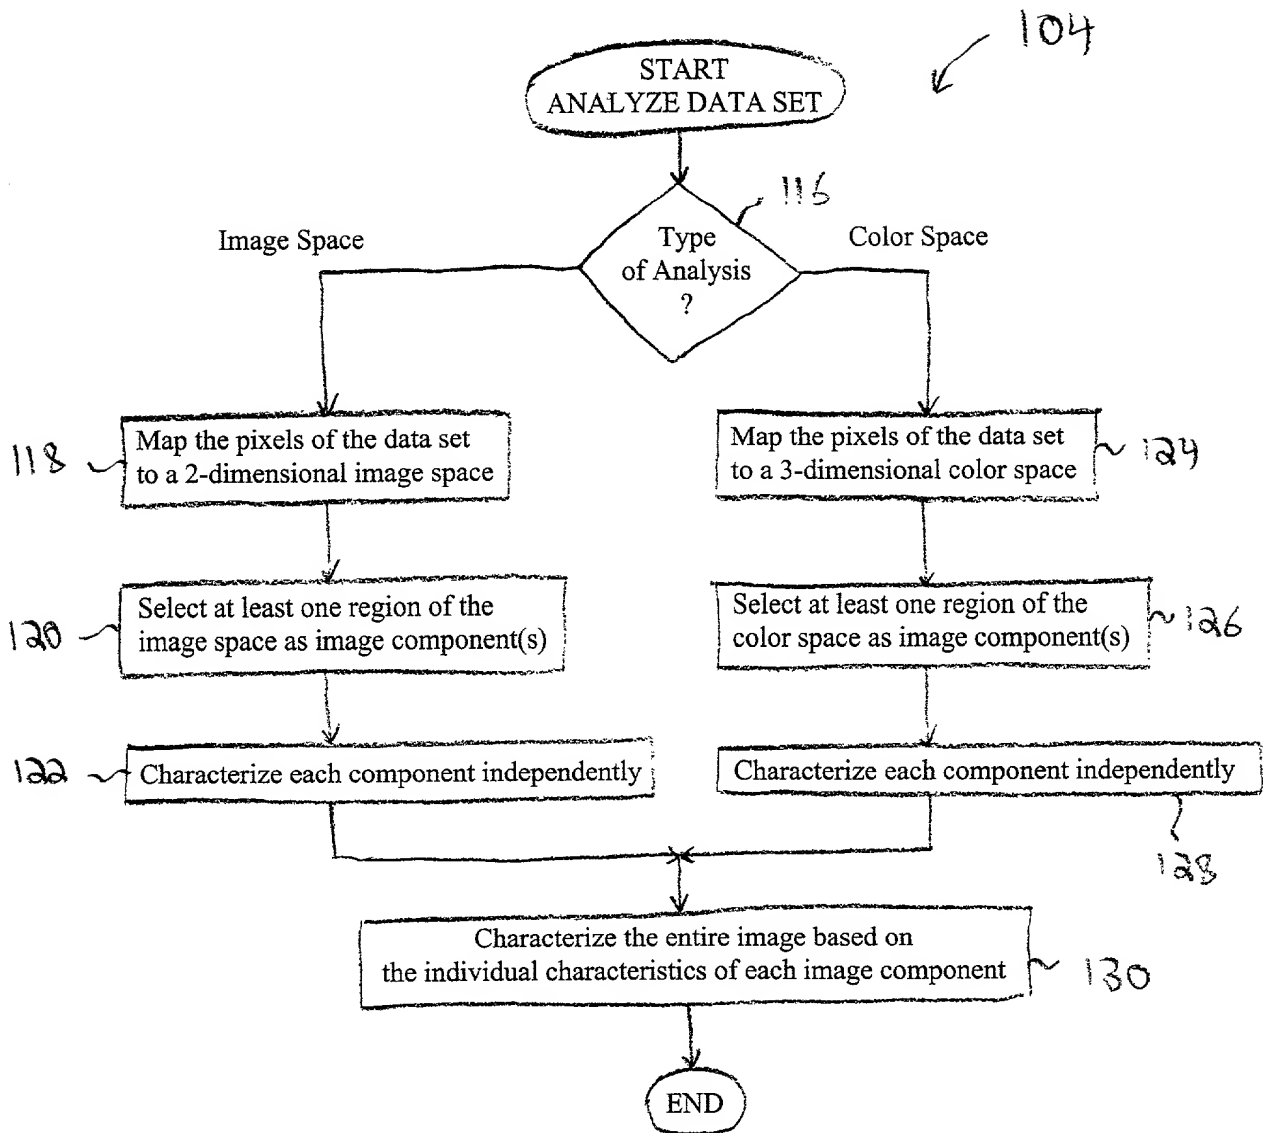 104
START
ANALYZE DATA SET
116
Image Space
Color Space
Type
of Analysis
?
118
Map the pixels of the data set
to a 2-dimensional image space
Map the pixels of the data set
to a 3-dimensional color space
124
120
Select at least one region of the
image space as image component(s)
Select at least one region of the
color space as image component(s)
126
122
Characterize each component independently
Characterize each component independently
128
Characterize the entire image based on
the individual characteristics of each image component
130
END